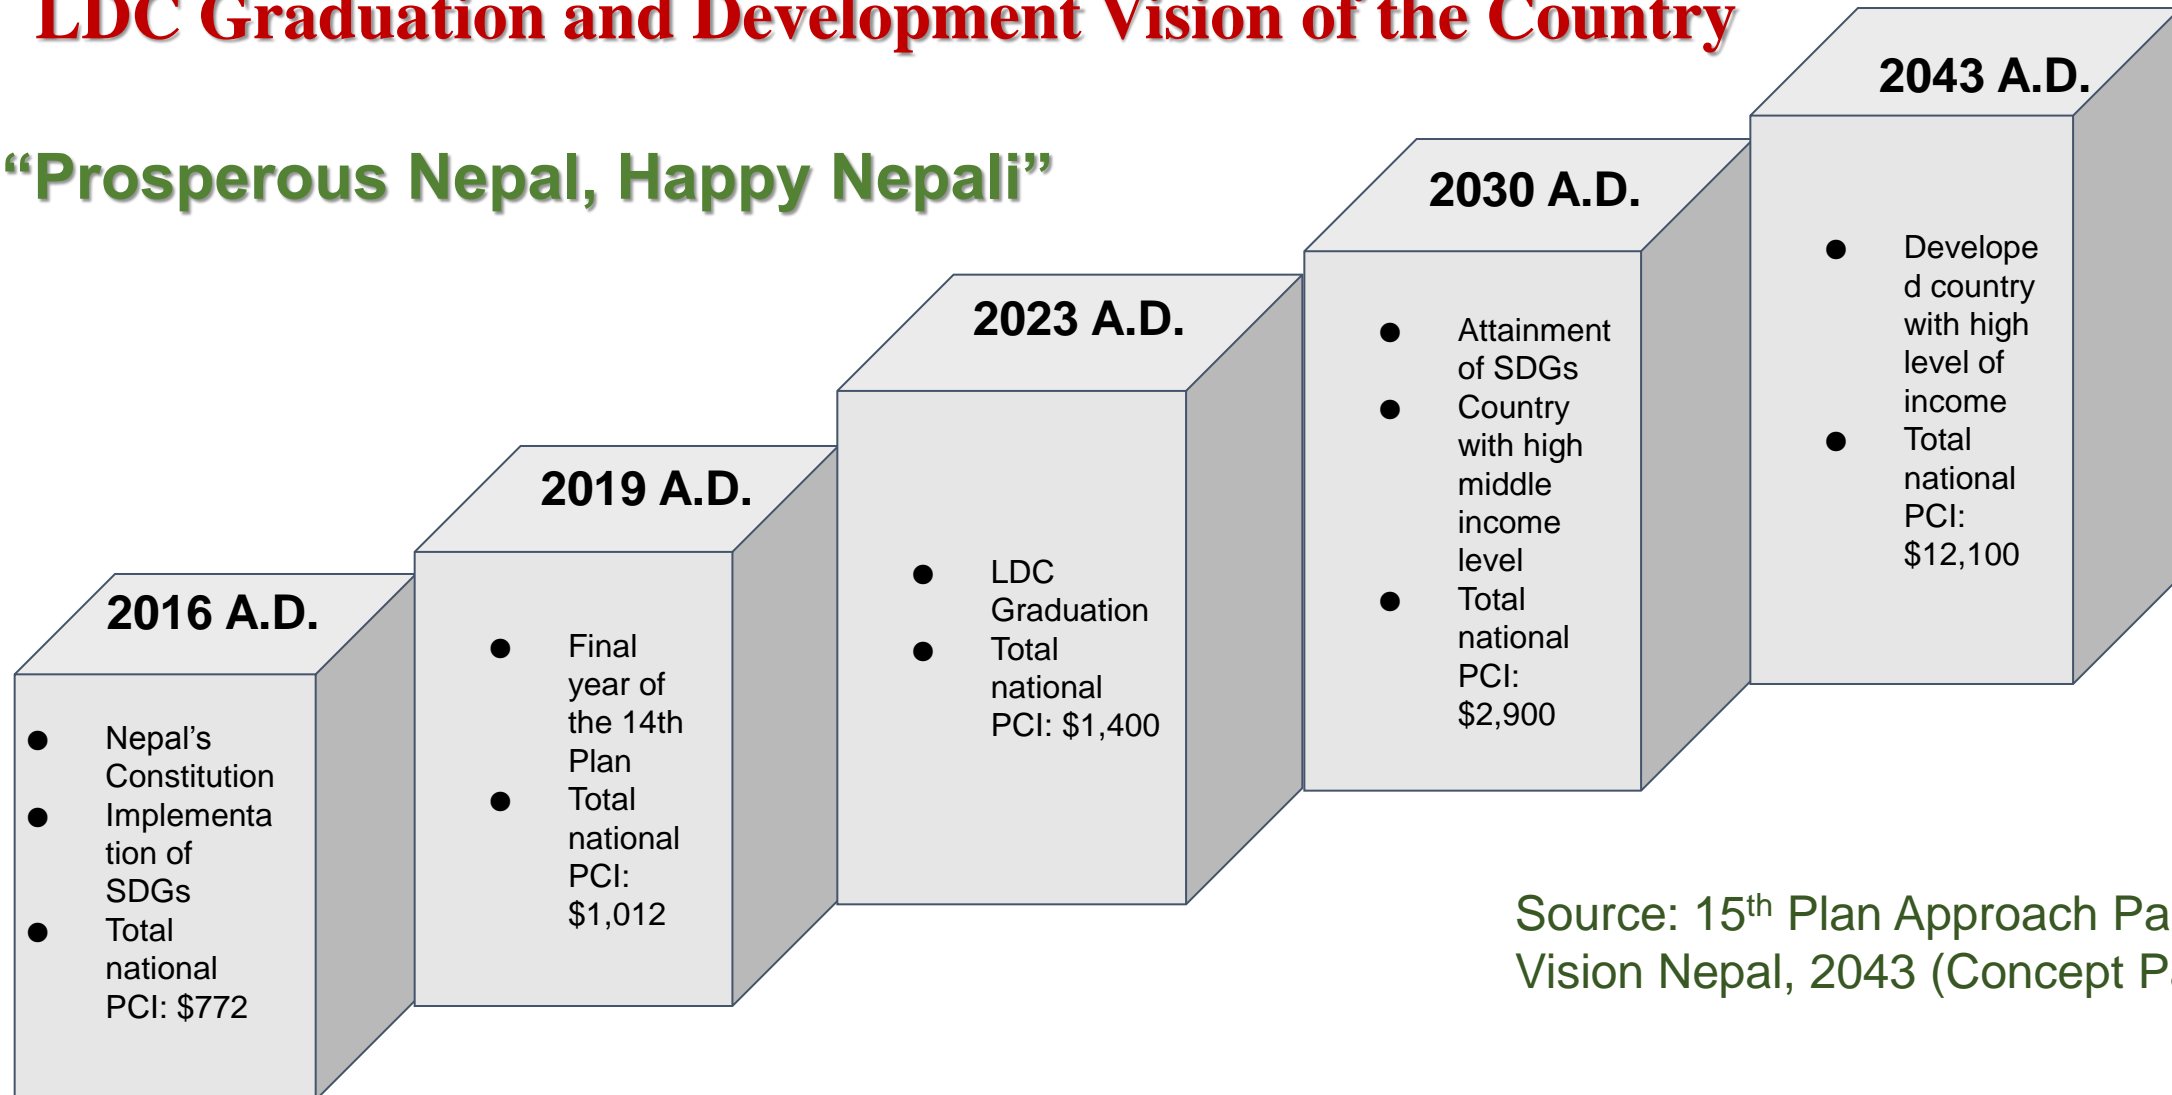 LDC Graduation and Development Vision of the Country
“Prosperous Nepal, Happy Nepali”
2016 A.D.
● Nepal’s
Constitution
● Implementa
tion of
SDGs
● Total
national
PCI: $772
2019 A.D.
● Final
year of
the 14th
Plan
● Total
national
PCI:
$1,012
2023 A.D.
● LDC
Graduation
● Total
national
PCI: $1,400
2030 A.D.
● Attainment
of SDGs
● Country
with high
middle
income
level
● Total
national
PCI:
$2,900
2043 A.D.
● Develope
d country
with high
level of
income
● Total
national
PCI:
$12,100
Source: 15th Plan Approach Pa
Vision Nepal, 2043 (Concept Pa